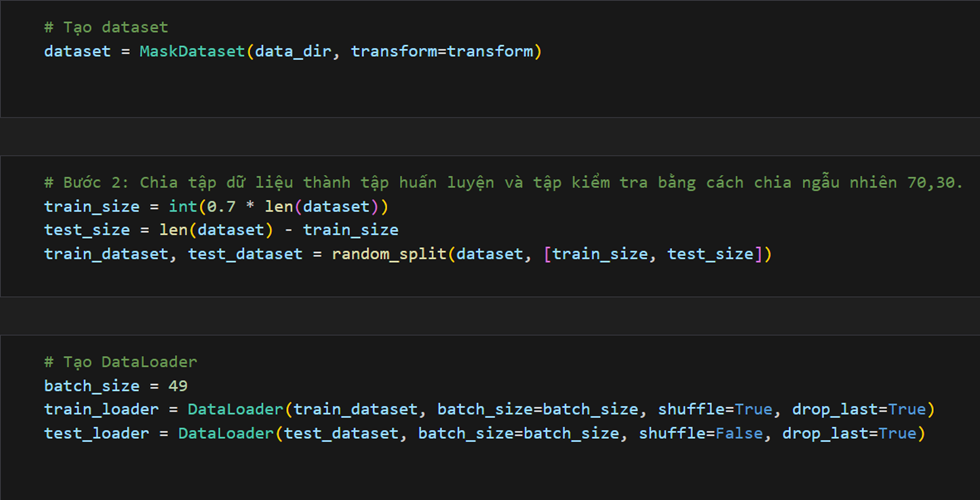 # Tạo dataset
dataset = MaskDataset(data_dir, transform=transform)
# Bước 2: Chia tập dữ liệu thành tập huấn luyện và tập kiểm tra bằng cách chia ngẫu nhiên 70,30.
train_size = int(0.7 * len(dataset))
test_size = len(dataset) - train_size
train_dataset, test_dataset = random_split(dataset, [train_size, test_size])
# Tạo DataLoader
batch_size = 49
train_loader = DataLoader(train_dataset, batch_size=batch_size, shuffle=True, drop_last=True)
test_loader = DataLoader(test_dataset, batch_size=batch_size, shuffle=False, drop_last=True)